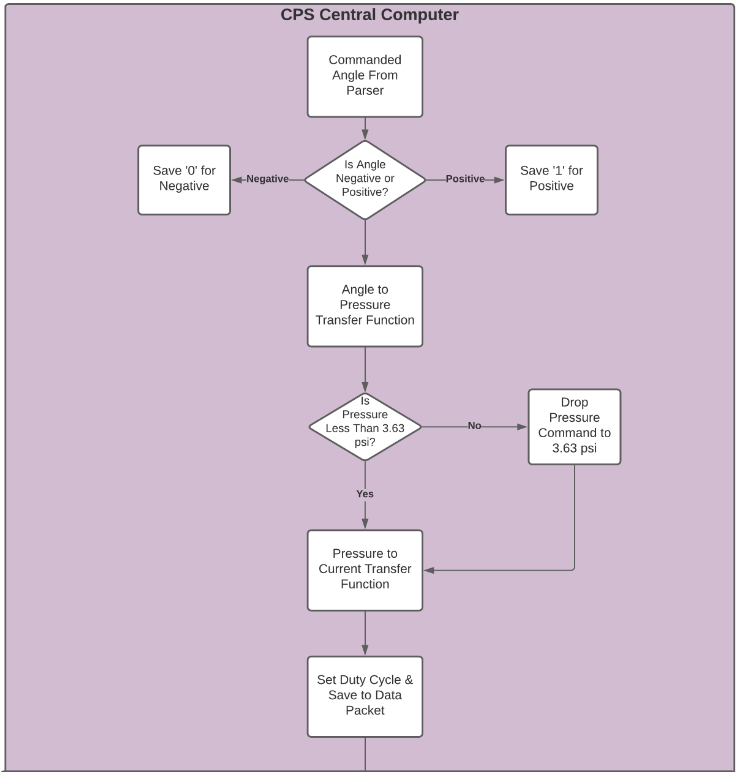 CPS Central Computer
Commanded
Angle From
Parser
Is Angle
Negative or
Positive?
Negative
Save '0' for
Negative
Positive
Save '1' for
Positive
Angle to
Pressure
Transfer Function
Is
Pressure
Less Than 3.63
psi?
No
Drop
Pressure
Command to
3.63 psi
Yes
Pressure to
Current Transfer
Function
Set Duty Cycle &
Save to Data
Packet